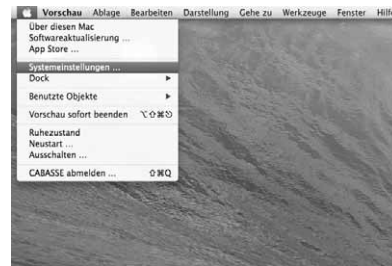 Vorschau Ablage Bearbeiten Darstellung Gehe zu Werkzeuge Fenster Hilfe
Über diesen Mac
Softwareaktualisierung ...
App Store ...
Systemeinstellungen ...
Dock ▶
Benutzte Objekte ▶
Vorschau sofort beenden ⌥⇧⌘⎋
Ruhezustand
Neustart ...
Ausschalten ...
CABASSE abmelden ... ⇧⌘Q